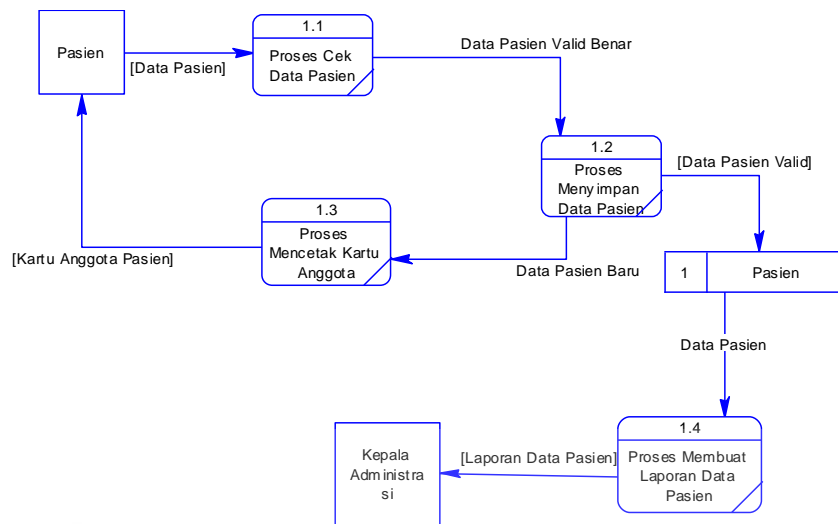 Pasien
[Data Pasien]
1.1
Proses Cek
Data Pasien
Data Pasien Valid Benar
1.2
Proses
Menyimpan
Data Pasien
[Data Pasien Valid]
1.3
Proses
Mencetak Kartu
Anggota
[Kartu Anggota Pasien]
Data Pasien Baru
1
Pasien
Data Pasien
1.4
Proses Membuat
Laporan Data
Pasien
[Laporan Data Pasien]
Kepala
Administra
si